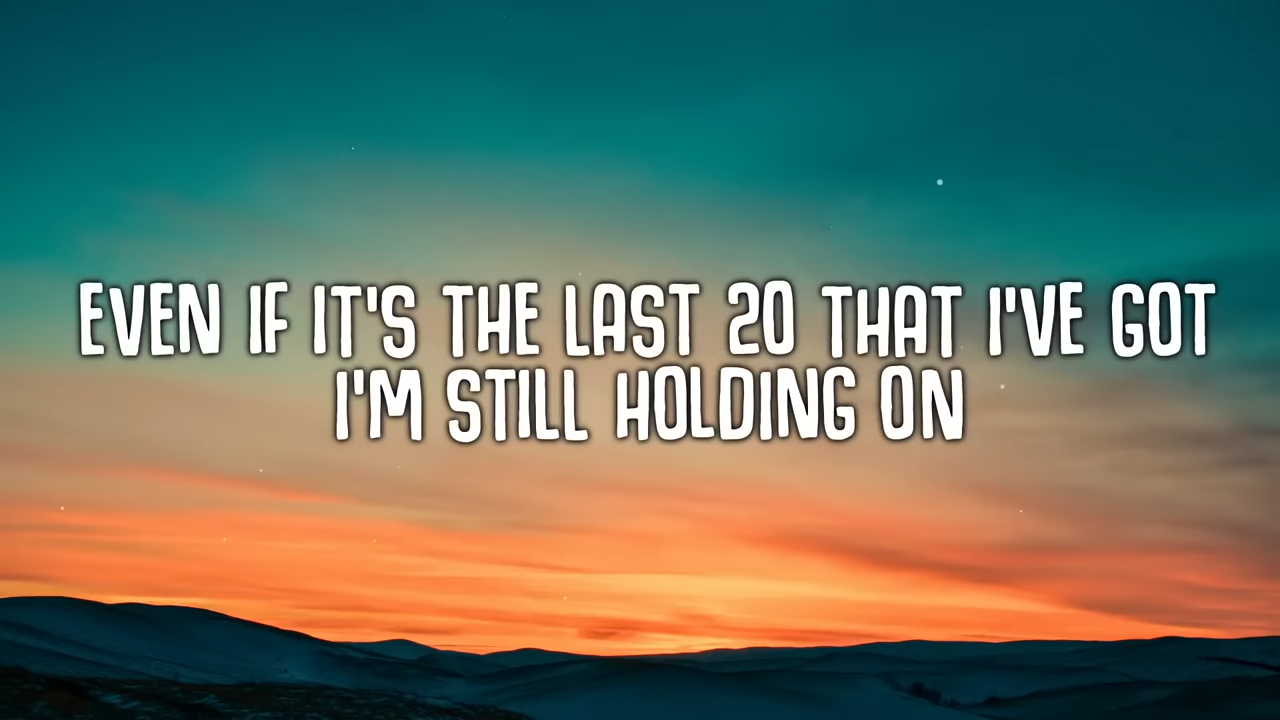 EVEN IF IT'S THE LAST 20 THAT I'VE GOT
I'M STILL HOLDING ON